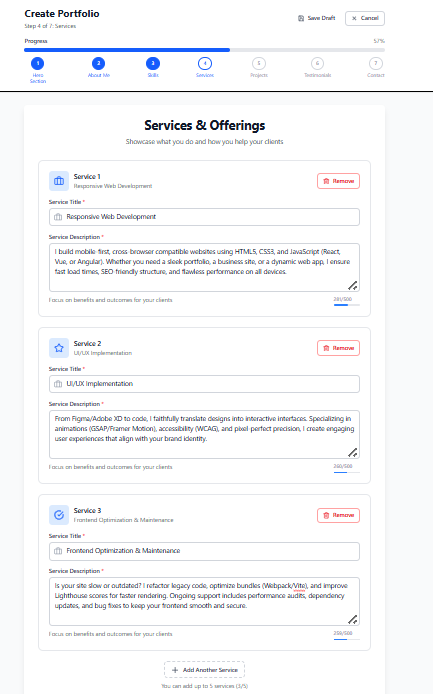 Create Portfolio
Step 4 of 7: Services
Save Draft
Cancel
Progress
57%
1
2
3
4
5
6
7
Hero Section
About Me
Skills
Services
Projects
Testimonials
Contact
Services & Offerings
Showcase what you do and how you help your clients
Service 1
Responsive Web Development
Remove
Service Title *
Responsive Web Development
Service Description *
I build mobile-first, cross-browser compatible websites using HTML5, CSS3, and JavaScript (React,
Vue, or Angular). Whether you need a sleek portfolio, a business site, or a dynamic web app, I ensure
fast load times, SEO-friendly structure, and flawless performance on all devices.
Focus on benefits and outcomes for your clients
Service 2
UI/UX Implementation
Remove
Service Title *
UI/UX Implementation
Service Description *
From Figma/Adobe XD to code, I faithfully translate designs into interactive interfaces. Specializing in
animations (GSAP/Framer Motion), accessibility (WCAG), and pixel-perfect precision, I create engaging
user experiences that align with your brand identity.
Focus on benefits and outcomes for your clients
Service 3
Frontend Optimization & Maintenance
Remove
Service Title *
Frontend Optimization & Maintenance
Service Description *
Is your site slow or outdated? I refactor legacy code, optimize bundles (Webpack/Vite), and improve
Lighthouse scores for faster rendering. Ongoing support includes performance audits, dependency
updates, and bug fixes to keep your frontend smooth and secure.
Focus on benefits and outcomes for your clients
+ Add Another Service
You can add up to 5 services (3/5)